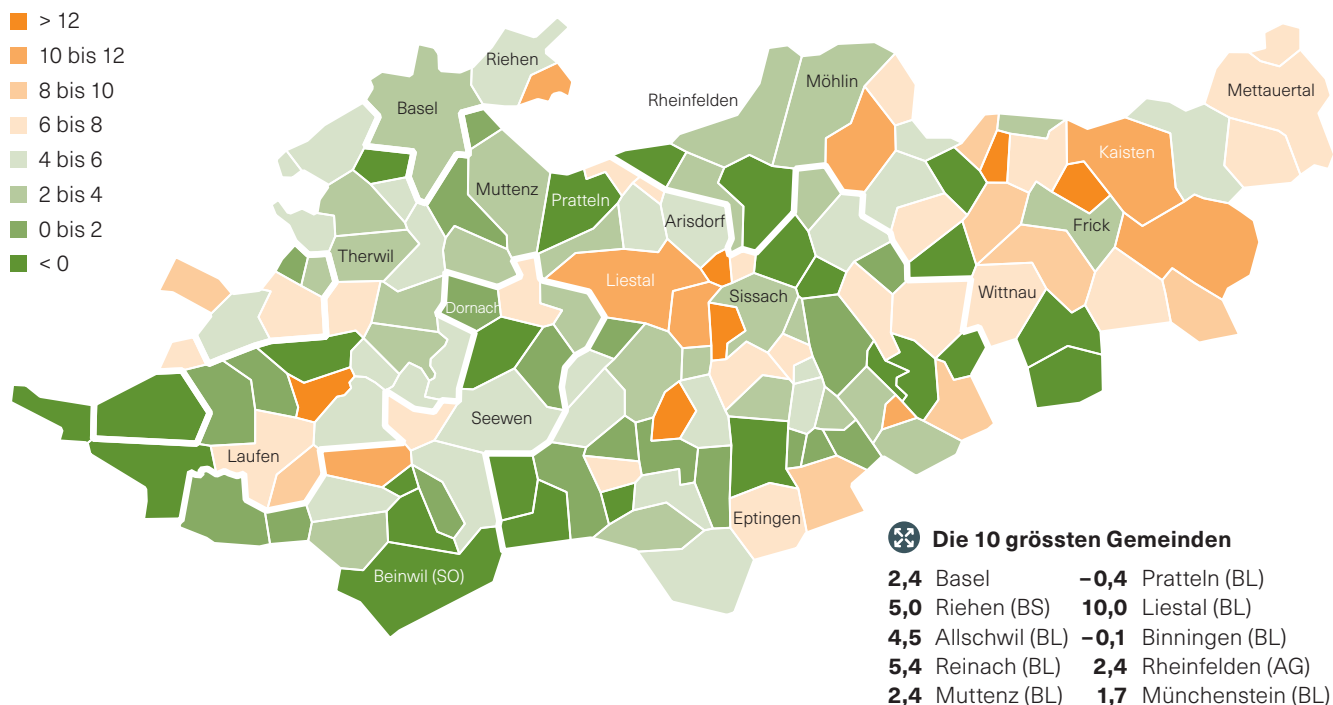 > 12
10 bis 12
8 bis 10
6 bis 8
4 bis 6
2 bis 4
0 bis 2
< 0
Riehen
Basel
Rheinfelden
Möhlin
Mettauertal
Kaisten
Muttenz
Pratteln
Arisdorf
Frick
Therwil
Liestal
Sissach
Wittnau
Dornach
Seewen
Laufen
Eptingen
Beinwil (SO)
Die 10 grössten Gemeinden
2,4 Basel –0,4 Pratteln (BL)
5,0 Riehen (BS) 10,0 Liestal (BL)
4,5 Allschwil (BL) –0,1 Binningen (BL)
5,4 Reinach (BL) 2,4 Rheinfelden (AG)
2,4 Muttenz (BL) 1,7 Münchenstein (BL)